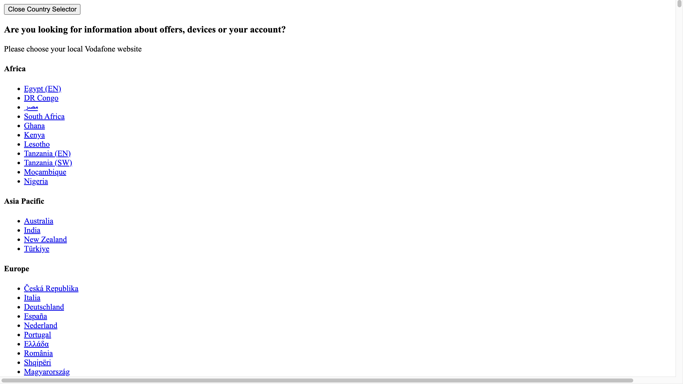 Close Country Selector
Are you looking for information about offers, devices or your account?
Please choose your local Vodafone website
Africa
Egypt (EN)
DR Congo
مصر
South Africa
Ghana
Kenya
Lesotho
Tanzania (EN)
Tanzania (SW)
Moçambique
Nigeria
Asia Pacific
Australia
India
New Zealand
Türkiye
Europe
Česká Republika
Italia
Deutschland
España
Nederland
Portugal
Ελλάδα
România
Shqipëri
Magyarország